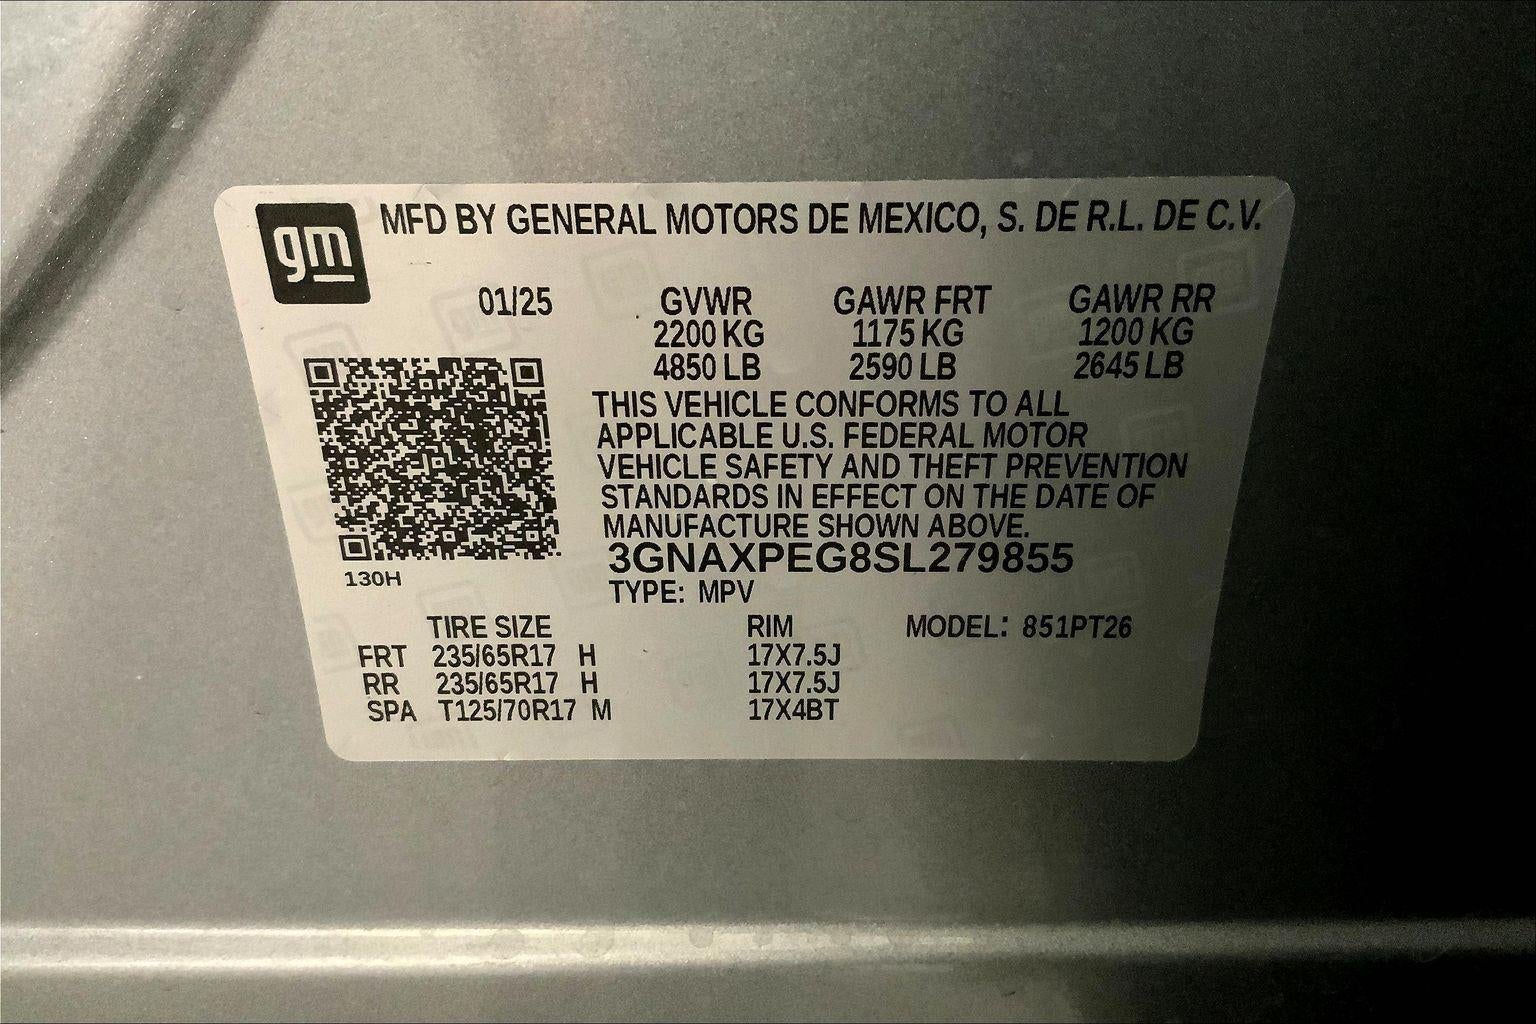 gm
MFD BY GENERAL MOTORS DE MEXICO, S. DE R.L. DE C.V.
01/25 GVWR GAWR FRT GAWR RR
2200 KG 1175 KG 1200 KG
4850 LB 2590 LB 2645 LB
THIS VEHICLE CONFORMS TO ALL
APPLICABLE U.S. FEDERAL MOTOR
VEHICLE SAFETY AND THEFT PREVENTION
STANDARDS IN EFFECT ON THE DATE OF
MANUFACTURE SHOWN ABOVE.
3GNAXPEG8SL279855
130H
TYPE: MPV
TIRE SIZE RIM MODEL: 851PT26
FRT 235/65R17 H 17X7.5J
RR 235/65R17 H 17X7.5J
SPA T125/70R17 M 17X4BT